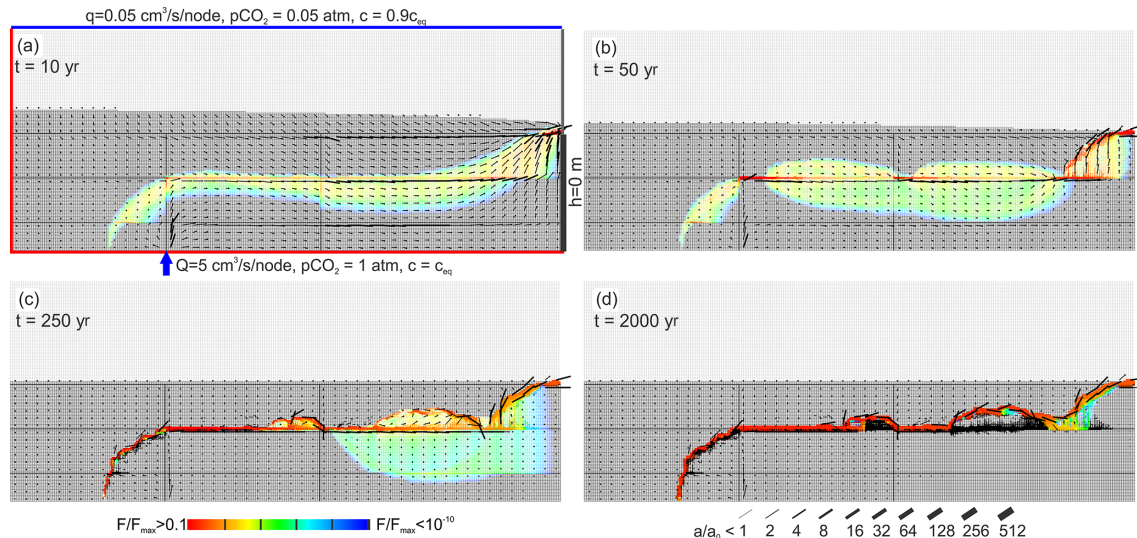 q=0.05 cm³/s/node, pCO₂ = 0.05 atm, c = 0.9c_eq
(a)
t = 10 yr
(b)
t = 50 yr
h=0 m
Q=5 cm³/s/node, pCO₂ = 1 atm, c = c_eq
(c)
t = 250 yr
(d)
t = 2000 yr
F/F_max>0.1 F/F_max<10⁻¹⁰
a/a₀ < 1 2 4 8 16 32 64 128 256 512